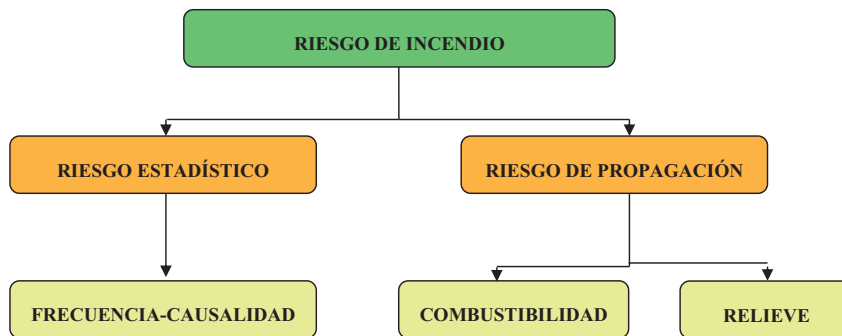 RIESGO DE INCENDIO
RIESGO ESTADÍSTICO
RIESGO DE PROPAGACIÓN
FRECUENCIA-CAUSALIDAD
COMBUSTIBILIDAD
RELIEVE